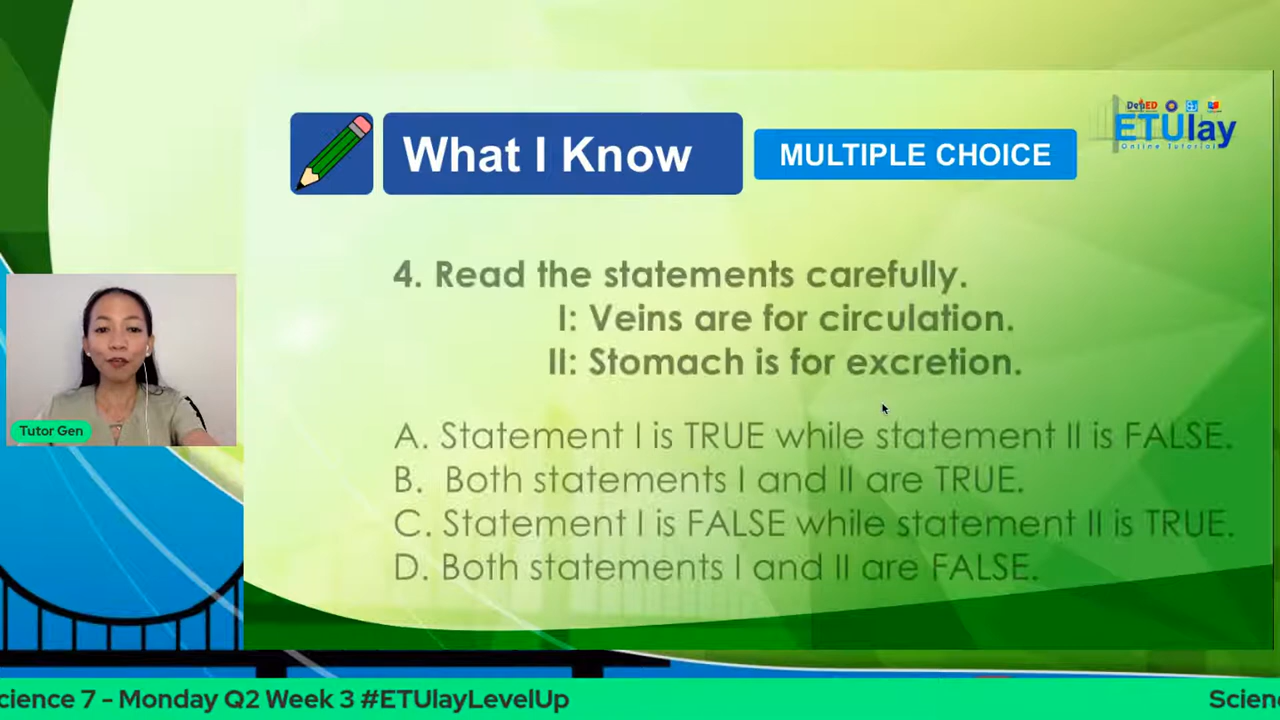 What I Know
MULTIPLE CHOICE
DepED
ETUlay
Online Tutorial
4. Read the statements carefully.
I: Veins are for circulation.
II: Stomach is for excretion.
A. Statement I is TRUE while statement II is FALSE.
B. Both statements I and II are TRUE.
C. Statement I is FALSE while statement II is TRUE.
D. Both statements I and II are FALSE.
Tutor Gen
cience 7 - Monday Q2 Week 3 #ETUlayLevelUp
Scienc